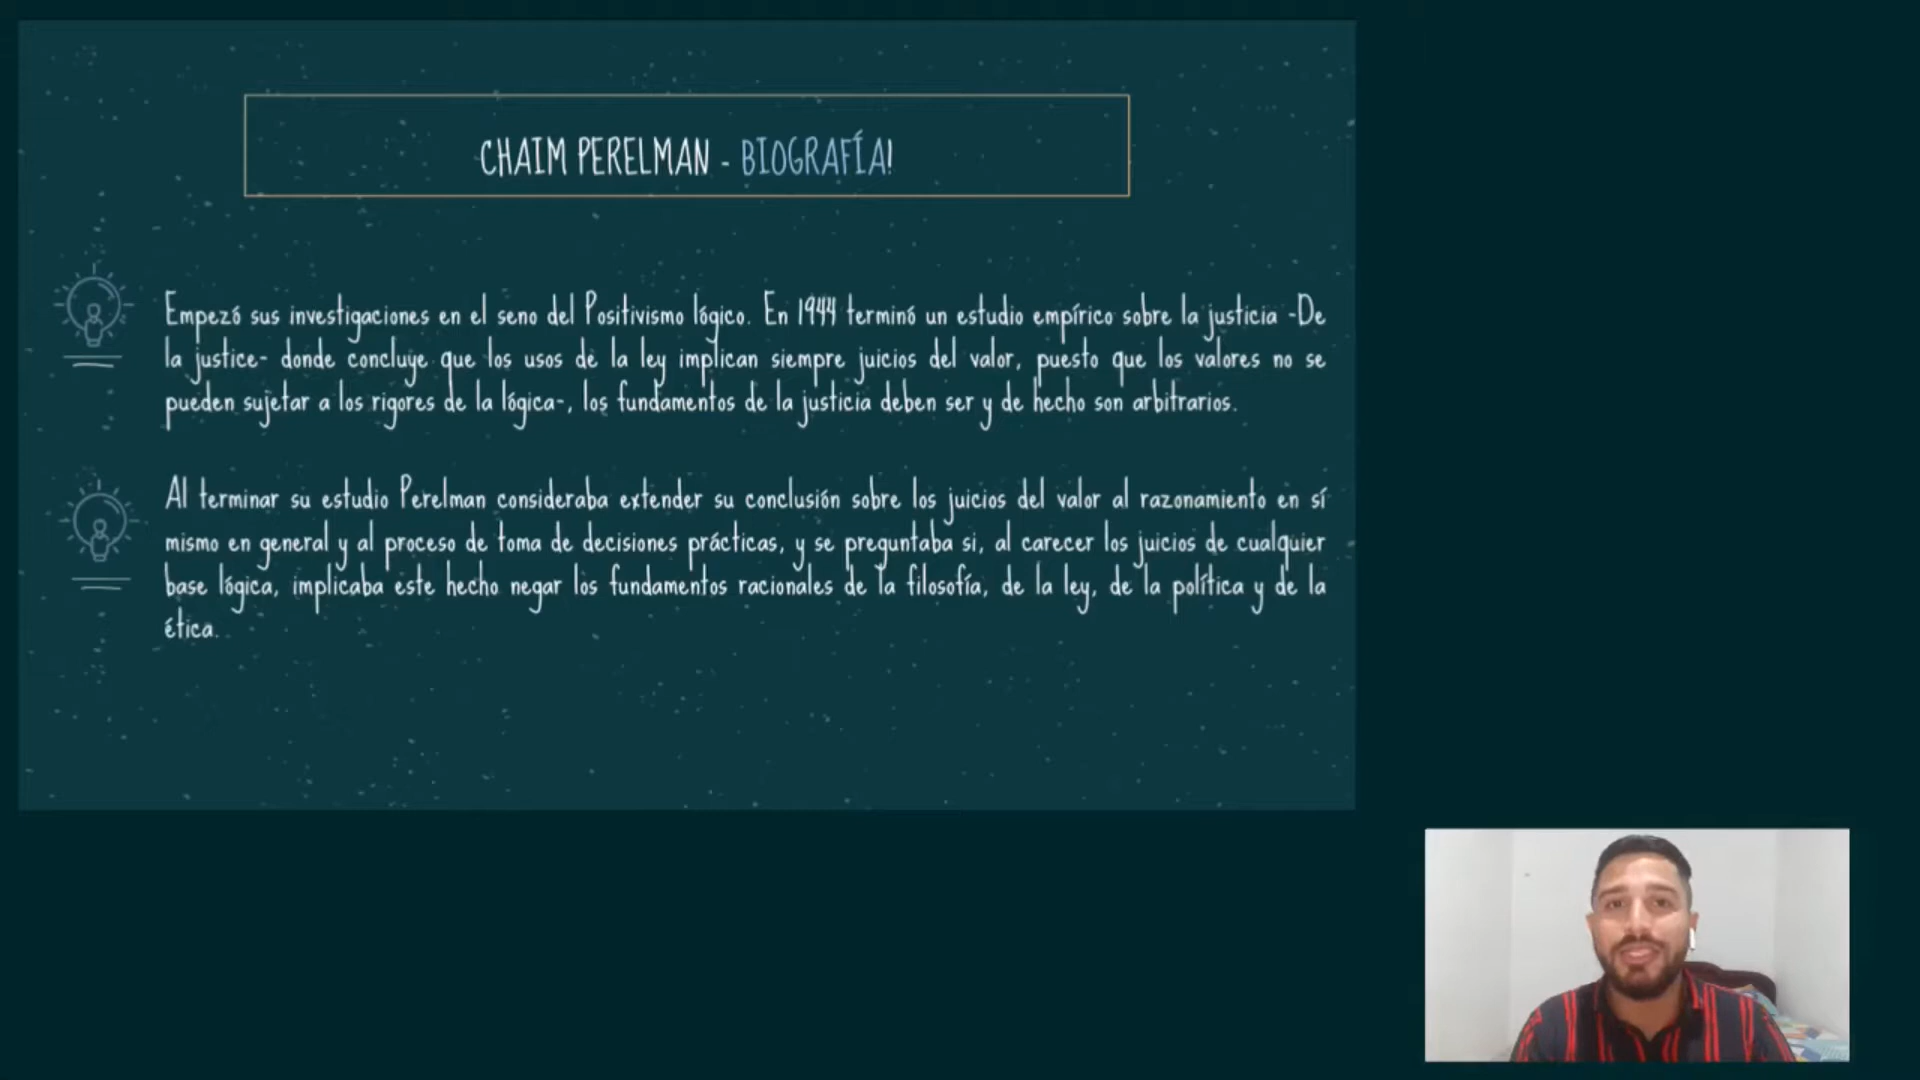 CHAIM PERELMAN - BIOGRAFÍA!
Empezó sus investigaciones en el seno del Positivismo lógico. En 1944 terminó un estudio empírico sobre la justicia -De
la justice- donde concluye que los usos de la ley implican siempre juicios del valor, puesto que los valores no se
pueden sujetar a los rigores de la lógica-, los fundamentos de la justicia deben ser y de hecho son arbitrarios.
Al terminar su estudio Perelman consideraba extender su conclusión sobre los juicios del valor al razonamiento en sí
mismo en general y al proceso de toma de decisiones prácticas, y se preguntaba si, al carecer los juicios de cualquier
base lógica, implicaba este hecho negar los fundamentos racionales de la filosofía, de la ley, de la política y de la
ética.